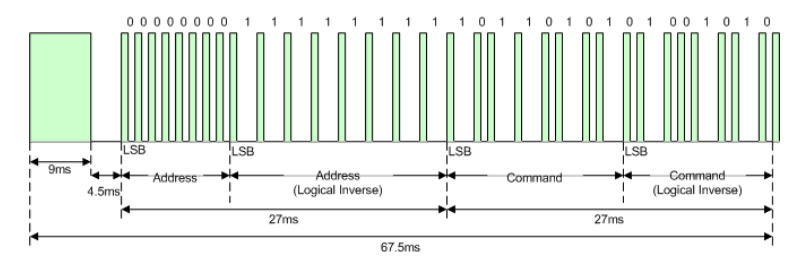 0 0 0 0 0 0 0 0 1 1 1 1 1 1 1 1 1 0 1 1 0 1 0 1 0 1 0 0 1 0 1 0
LSB LSB LSB LSB
9ms
4.5ms
Address
Address
(Logical Inverse)
Command
Command
(Logical Inverse)
27ms
27ms
67.5ms